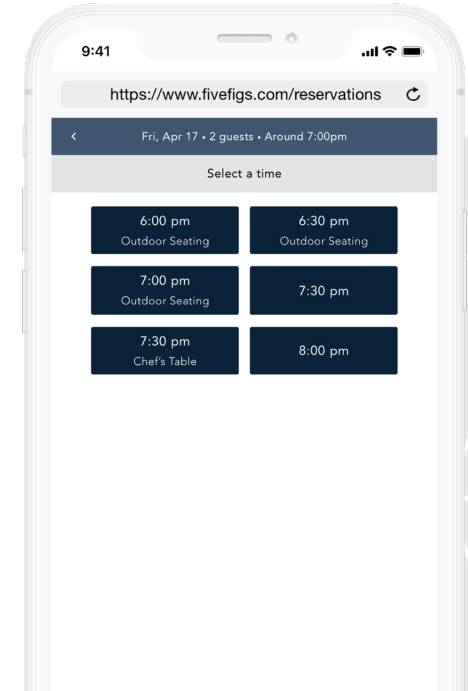 9:41
https://www.fivefigs.com/reservations
Fri, Apr 17 • 2 guests • Around 7:00pm
Select a time
6:00 pm
Outdoor Seating
6:30 pm
Outdoor Seating
7:00 pm
Outdoor Seating
7:30 pm
7:30 pm
Chef's Table
8:00 pm